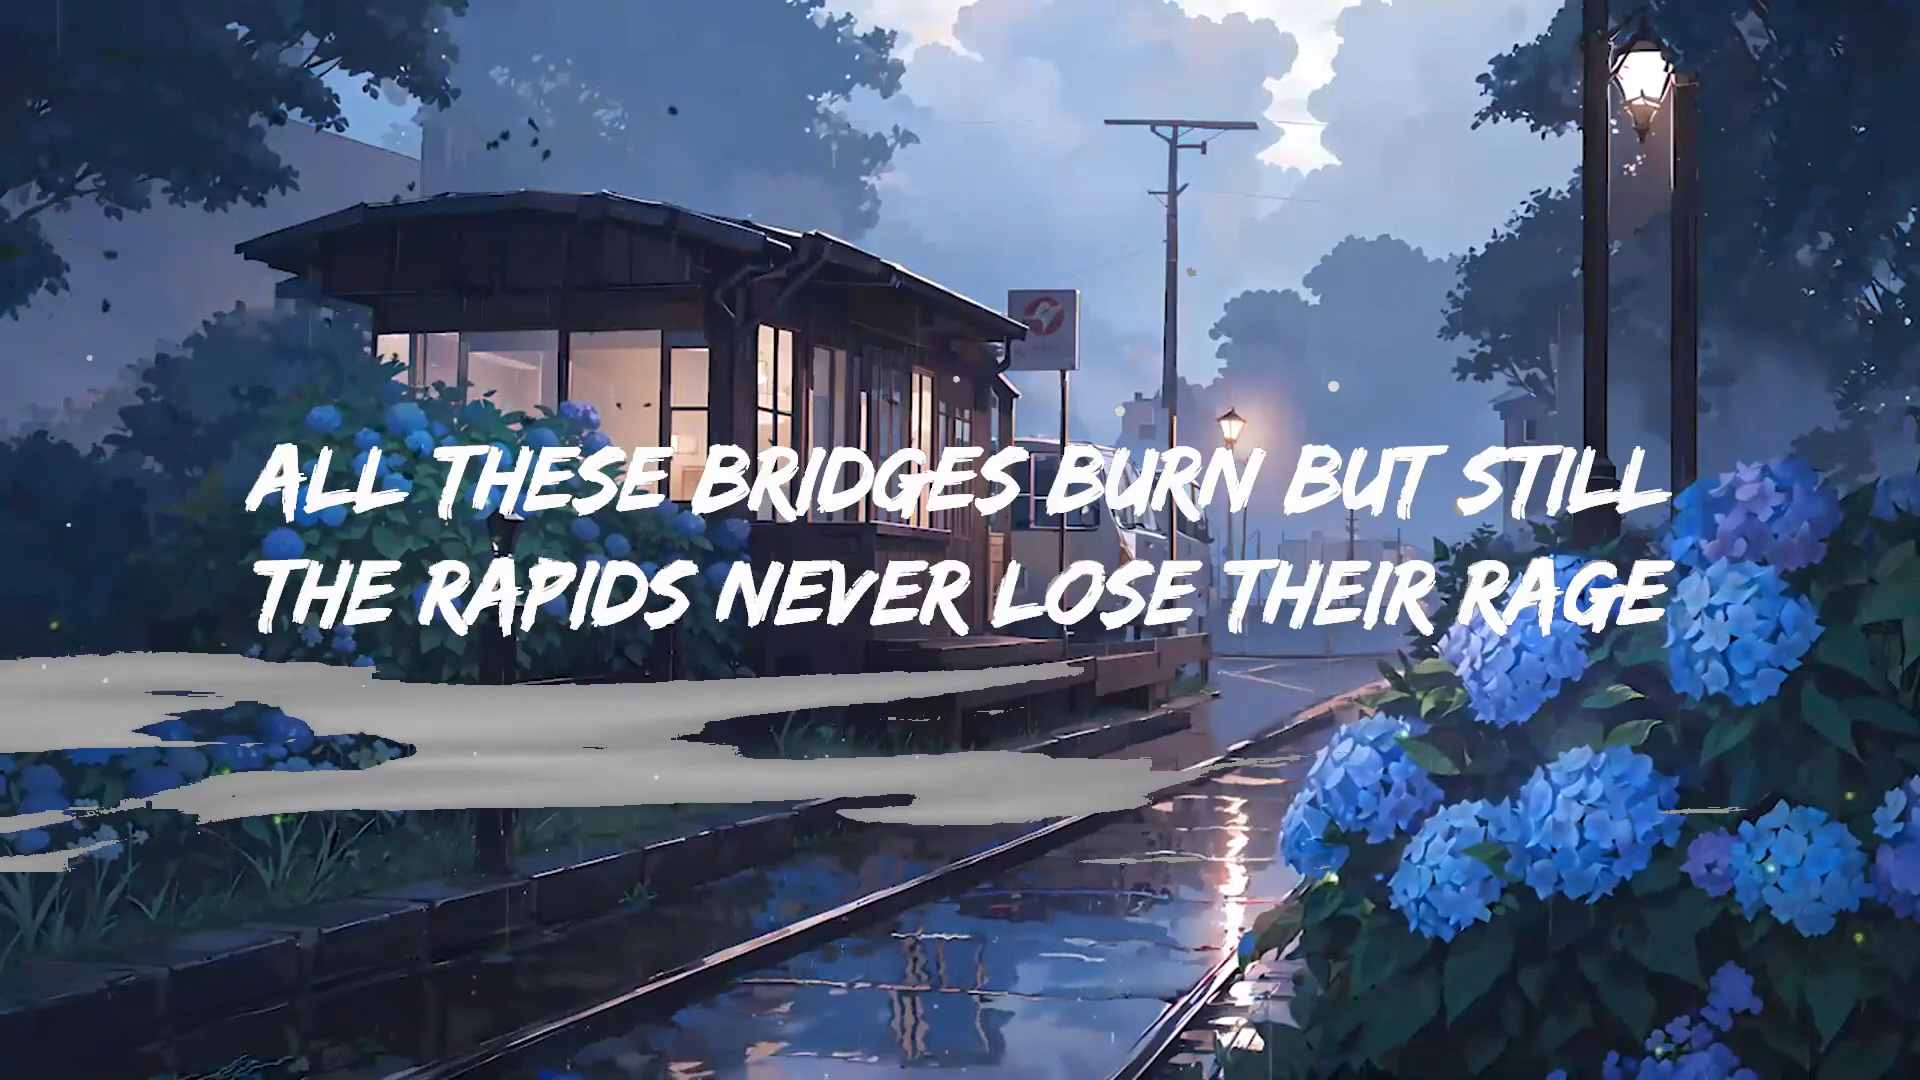 ALL THESE BRIDGES BURN BUT STILL
THE RAPIDS NEVER LOSE THEIR RAGE